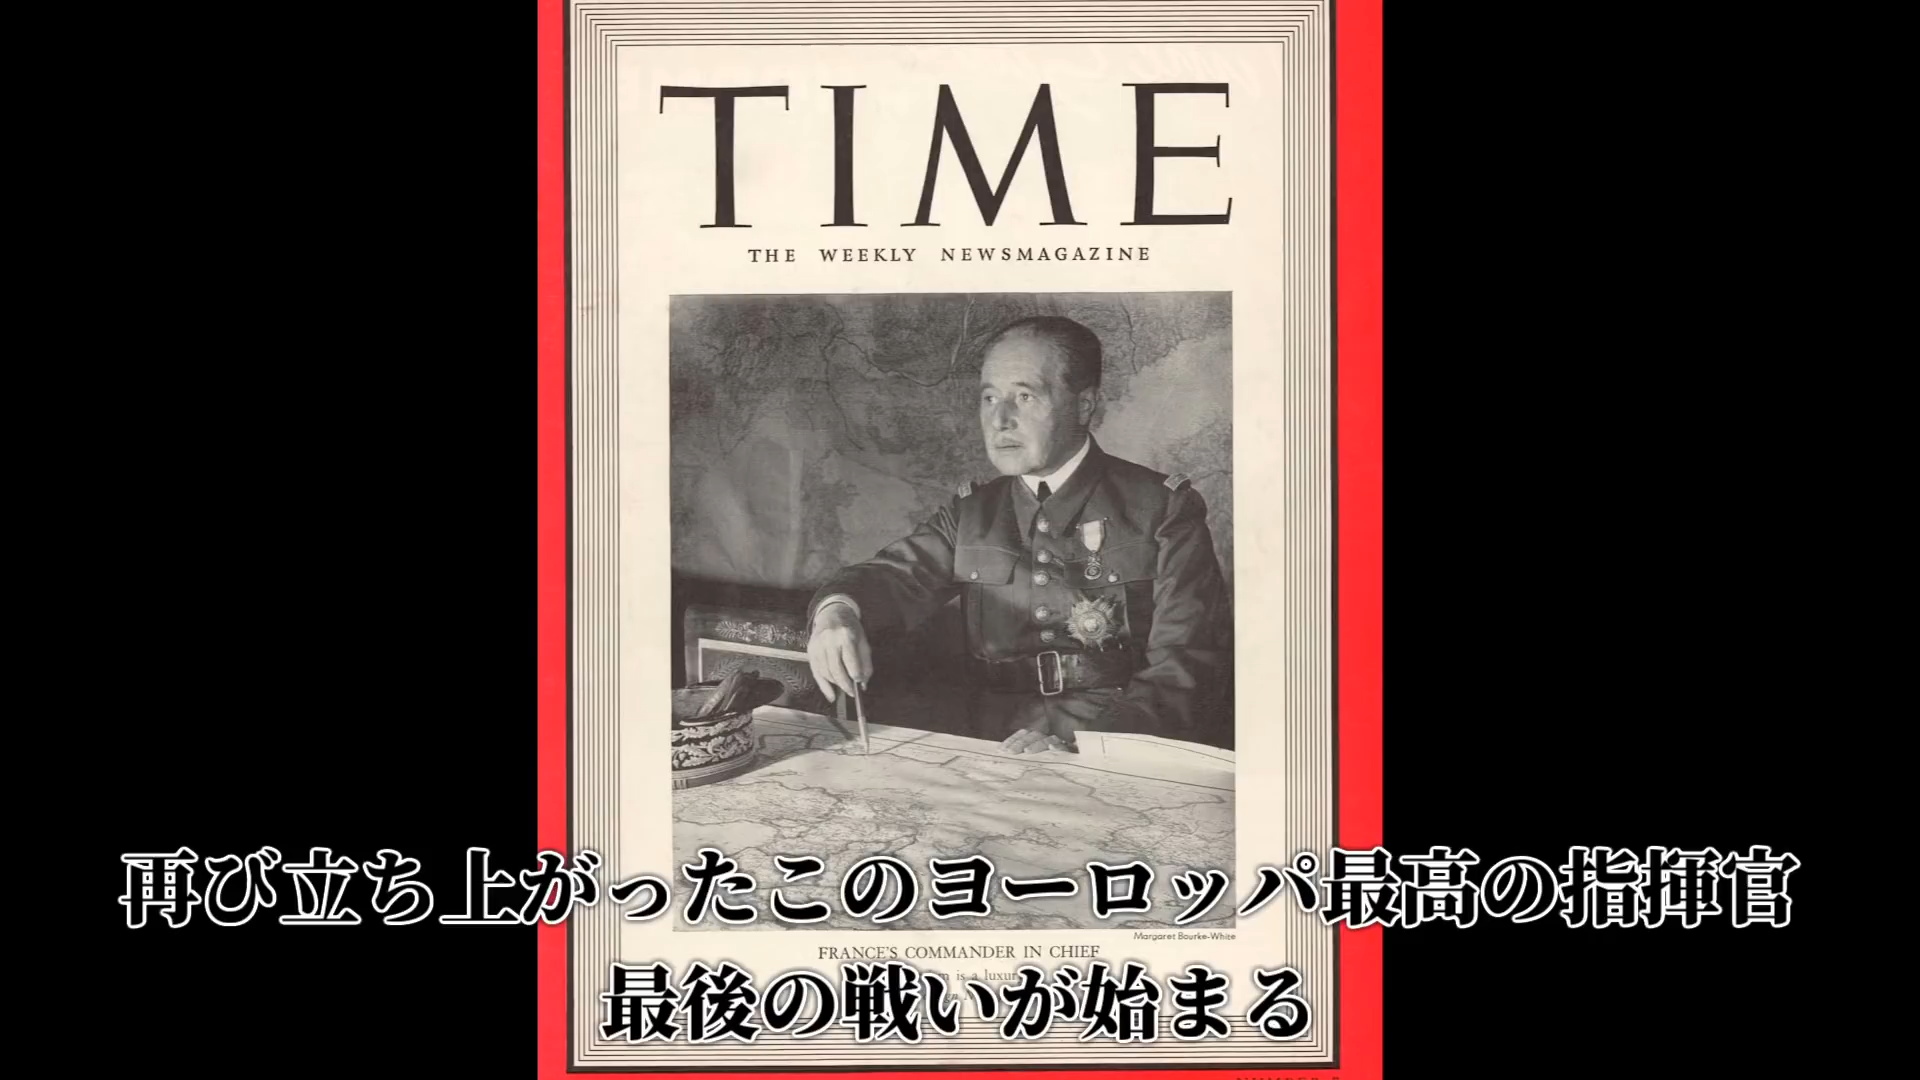 TIME
THE WEEKLY NEWSMAGAZINE
再び立ち上がったこのヨーロッパ最高の指揮官
Margaret Bourke-White
FRANCE'S COMMANDER IN CHIEF
is a luxur
最後の戦いが始まる